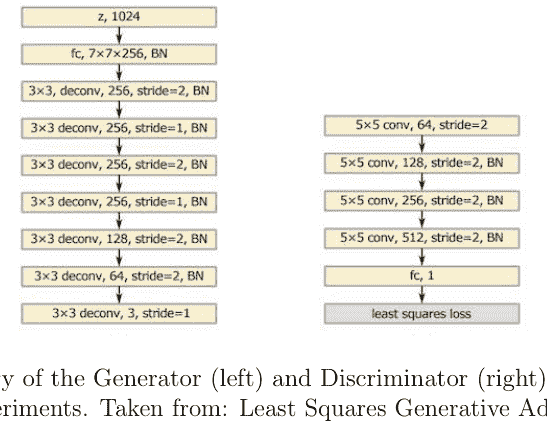 z, 1024
fc, 7×7×256, BN
3×3, deconv, 256, stride=2, BN
3×3 deconv, 256, stride=1, BN
3×3 deconv, 256, stride=2, BN
3×3 deconv, 256, stride=1, BN
3×3 deconv, 128, stride=2, BN
3×3 deconv, 64, stride=2, BN
3×3 deconv, 3, stride=1
5×5 conv, 64, stride=2
5×5 conv, 128, stride=2, BN
5×5 conv, 256, stride=2, BN
5×5 conv, 512, stride=2, BN
fc, 1
least squares loss
ry of the Generator (left) and Discriminator (right)
eriments. Taken from: Least Squares Generative Ad